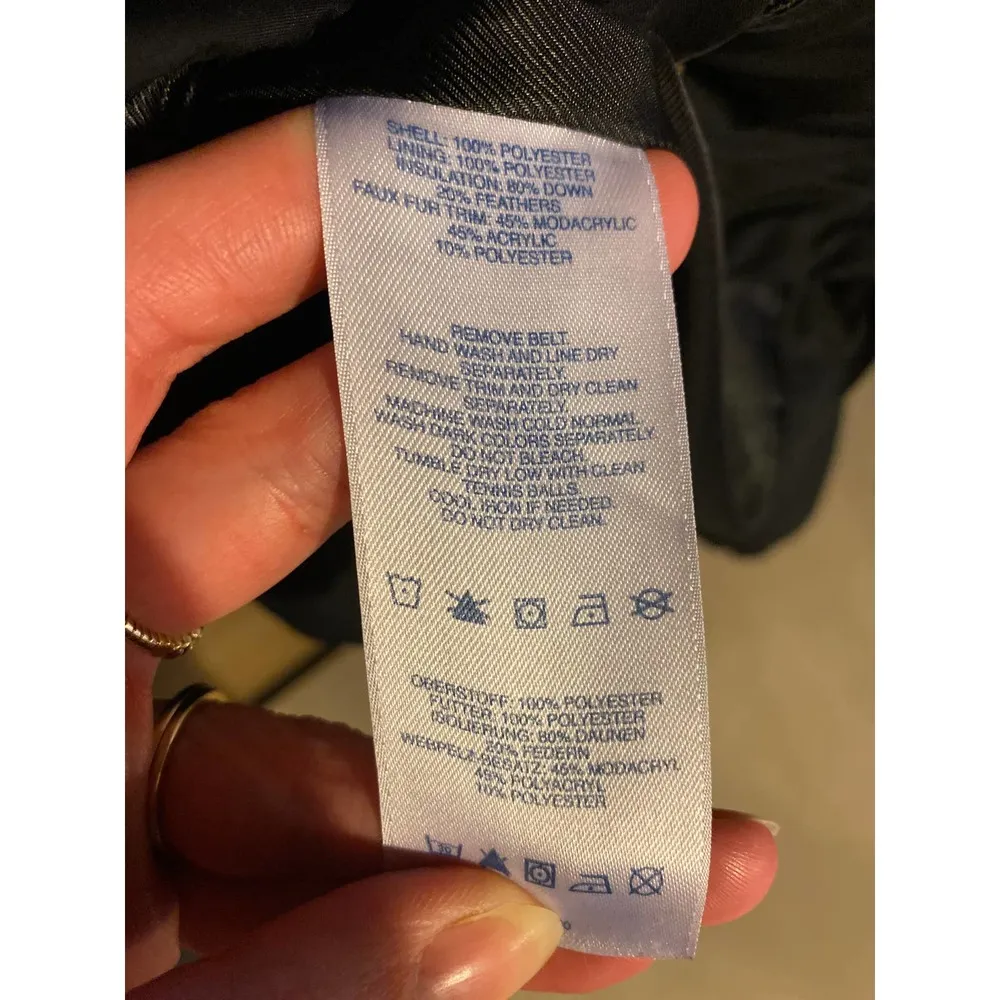 SHELL: 100% POLYESTER
LINING: 100% POLYESTER
INSULATION: 80% DOWN
20% FEATHERS
FAUX FUR TRIM: 45% MODACRYLIC
45% ACRYLIC
10% POLYESTER
REMOVE BELT.
HAND WASH AND LINE DRY
SEPARATELY.
REMOVE TRIM AND DRY CLEAN
SEPARATELY.
MACHINE WASH COLD NORMAL.
WASH DARK COLORS SEPARATELY.
DO NOT BLEACH.
TUMBLE DRY LOW WITH CLEAN
TENNIS BALLS.
COOL IRON IF NEEDED.
DO NOT DRY CLEAN.
OBERSTOFF: 100% POLYESTER
FUTTER: 100% POLYESTER
ISOLIERUNG: 80% DAUNEN
20% FEDERN
WEBPELZ-BESATZ: 45% MODACRYL
45% POLYACRYL
10% POLYESTER
30